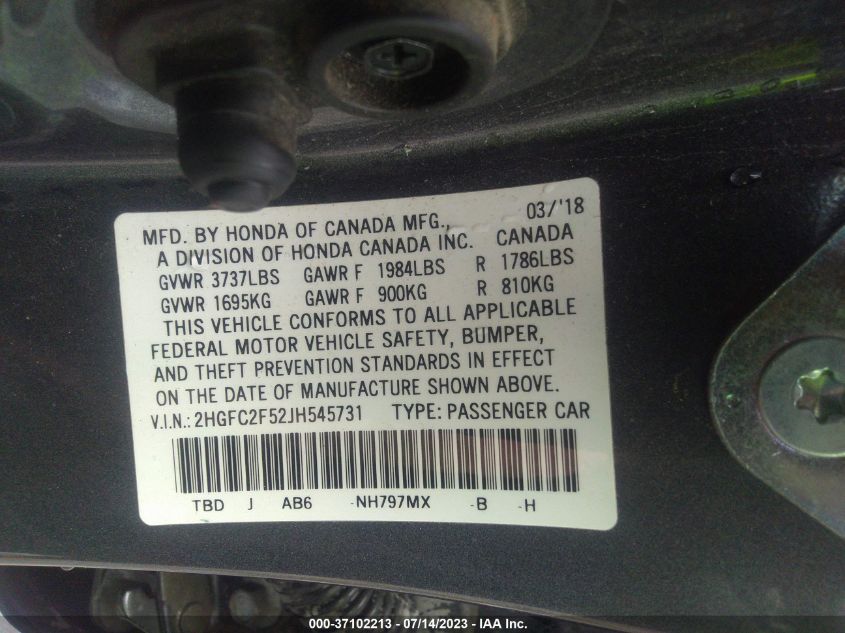 MFD. BY HONDA OF CANADA MFG., 03/'18
A DIVISION OF HONDA CANADA INC. CANADA
GVWR 3737LBS GAWR F 1984LBS R 1786LBS
GVWR 1695KG GAWR F 900KG R 810KG
THIS VEHICLE CONFORMS TO ALL APPLICABLE
FEDERAL MOTOR VEHICLE SAFETY, BUMPER,
AND THEFT PREVENTION STANDARDS IN EFFECT
ON THE DATE OF MANUFACTURE SHOWN ABOVE.
V.I.N.: 2HGFC2F52JH545731 TYPE: PASSENGER CAR
TBD J AB6 -NH797MX -B -H
000-37102213 - 07/14/2023 - IAA Inc.